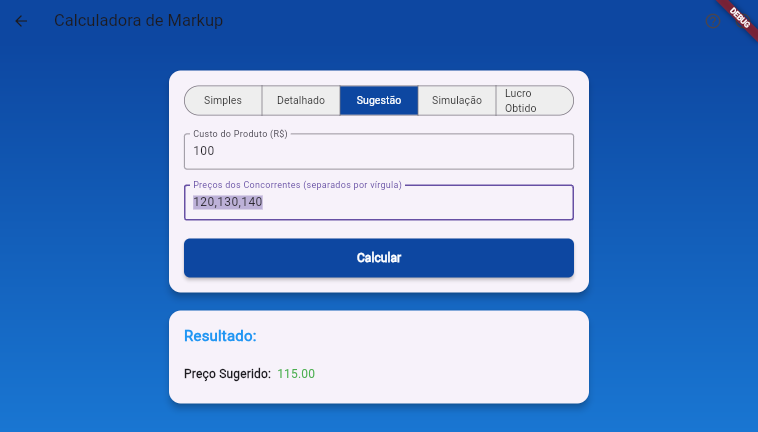 Calculadora de Markup
DEBUG
Simples
Detalhado
Sugestão
Simulação
Lucro
Obtido
Custo do Produto (R$)
100
Preços dos Concorrentes (separados por vírgula)
120,130,140
Calcular
Resultado:
Preço Sugerido: 115.00